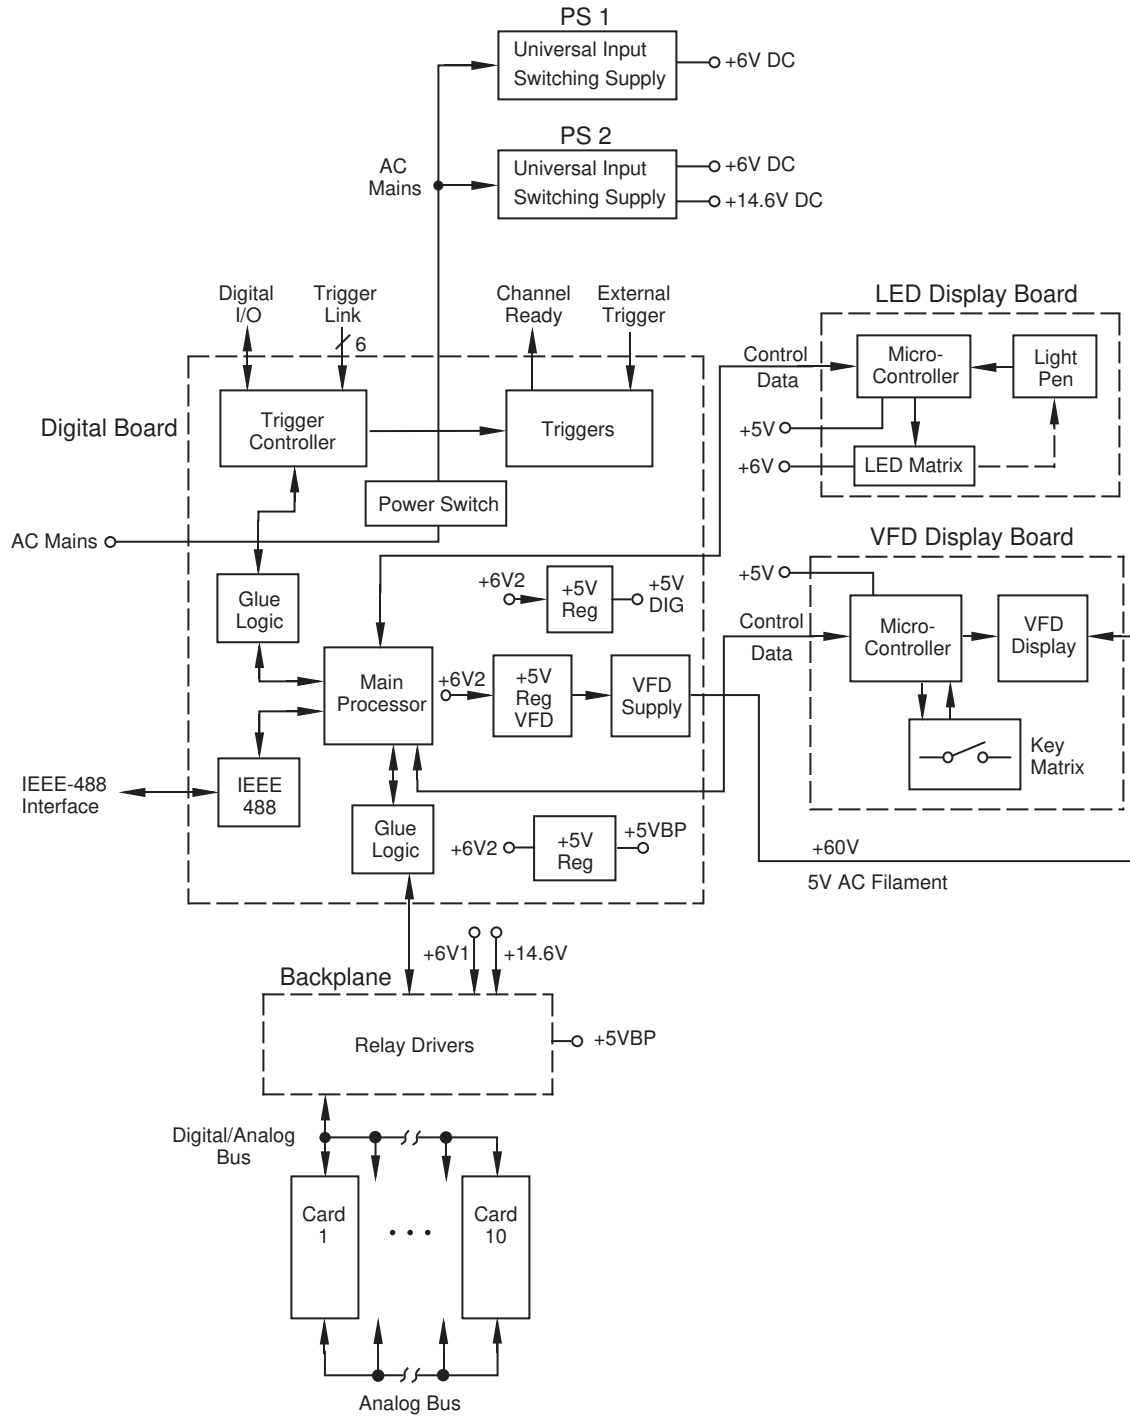 PS 1
Universal Input
Switching Supply
+6V DC
PS 2
AC
Mains
Universal Input
Switching Supply
+6V DC
+14.6V DC
Digital
I/O
Trigger
Link
6
Channel
Ready
External
Trigger
LED Display Board
Control
Data
Micro-
Controller
Light
Pen
+5V
+6V
LED Matrix
Digital Board
Trigger
Controller
Triggers
Power Switch
AC Mains
VFD Display Board
+5V
Control
Data
Micro-
Controller
VFD
Display
Key
Matrix
Glue
Logic
+6V2
+5V
Reg
+5V
DIG
Main
Processor
+6V2
+5V
Reg
VFD
VFD
Supply
IEEE-488
Interface
IEEE
488
Glue
Logic
+6V2
+5V
Reg
+5VBP
+60V
5V AC Filament
+6V1
+14.6V
Backplane
Relay Drivers
+5VBP
Digital/Analog
Bus
Card
1
Card
10
Analog Bus